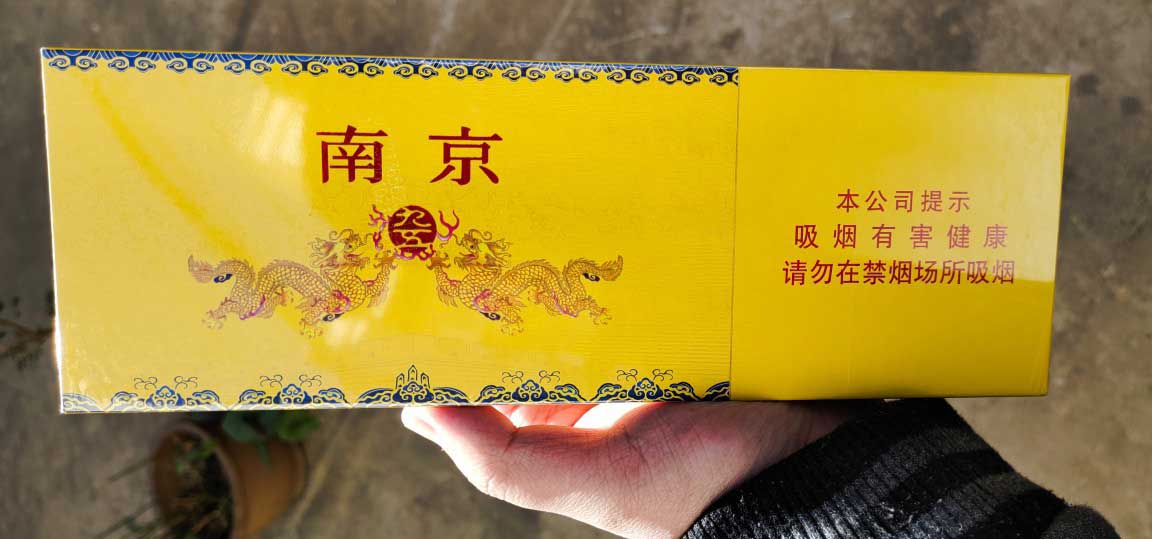 南京
本公司提示
吸烟有害健康
请勿在禁烟场所吸烟